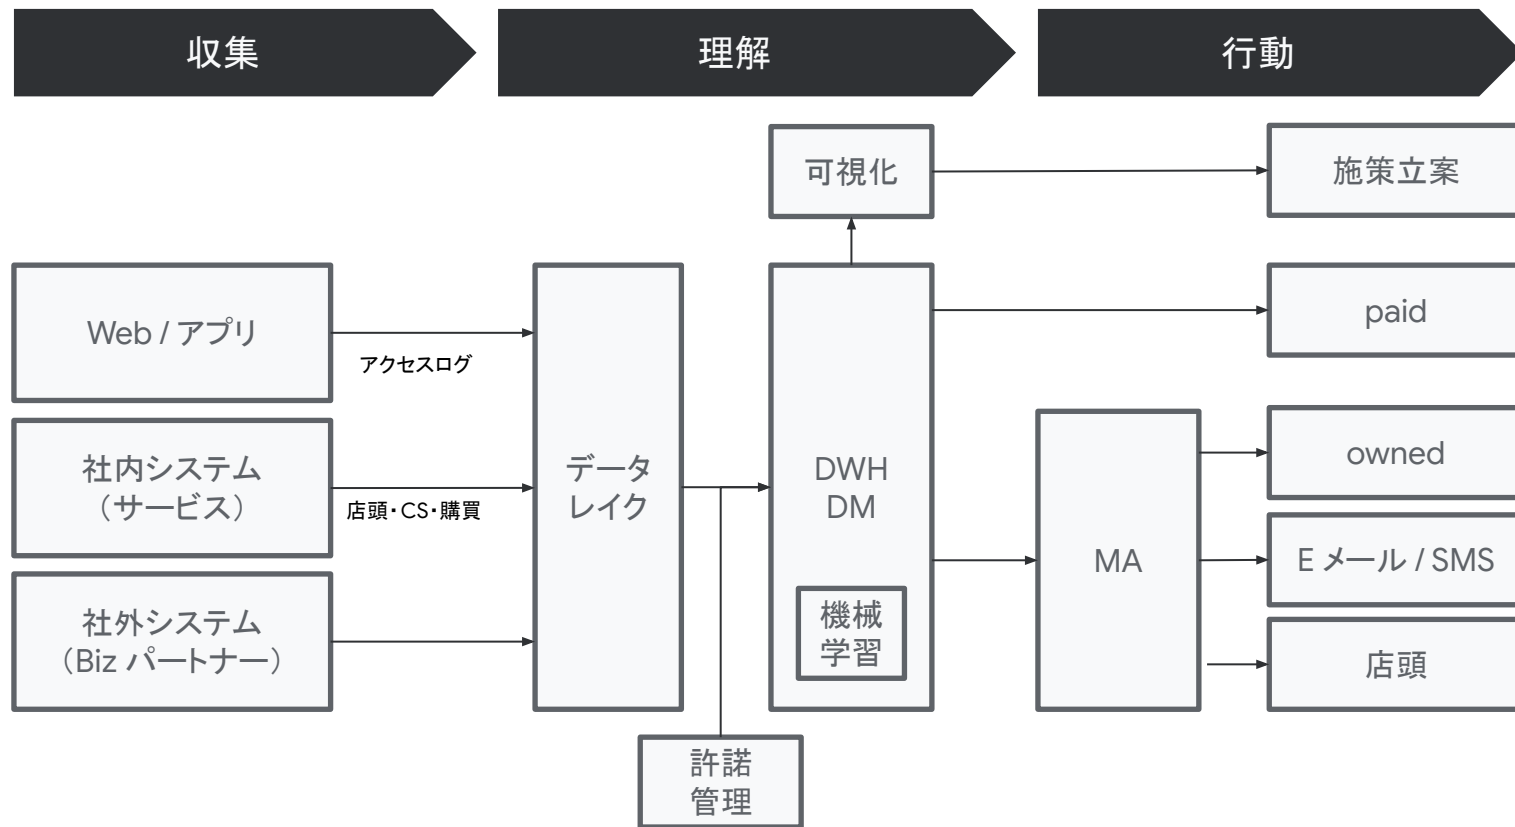 収集
理解
行動
可視化
施策立案
Web / アプリ
アクセスログ
paid
社内システム
（サービス）
店頭・CS・購買
データ
レイク
DWH
DM
機械
学習
MA
owned
E メール / SMS
店頭
社外システム
（Biz パートナー）
許諾
管理